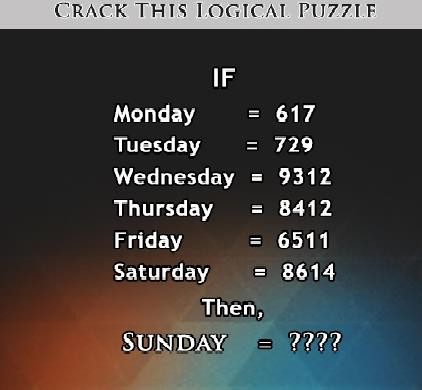 CRACK THIS LOGICAL PUZZLE
IF
Monday = 617
Tuesday = 729
Wednesday = 9312
Thursday = 8412
Friday = 6511
Saturday = 8614
Then,
SUNDAY = ????